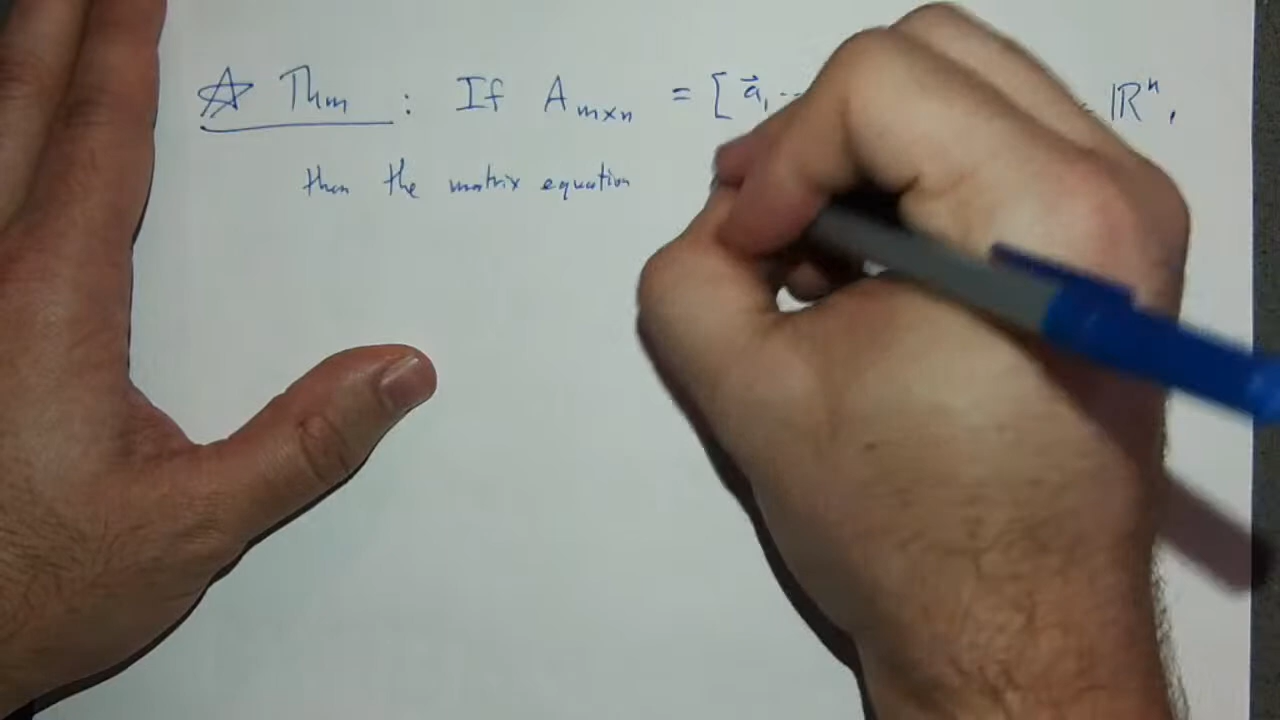 ☆ Thm : If A m×n = [ a⃗₁ ... ℝⁿ,
then the matrix equation